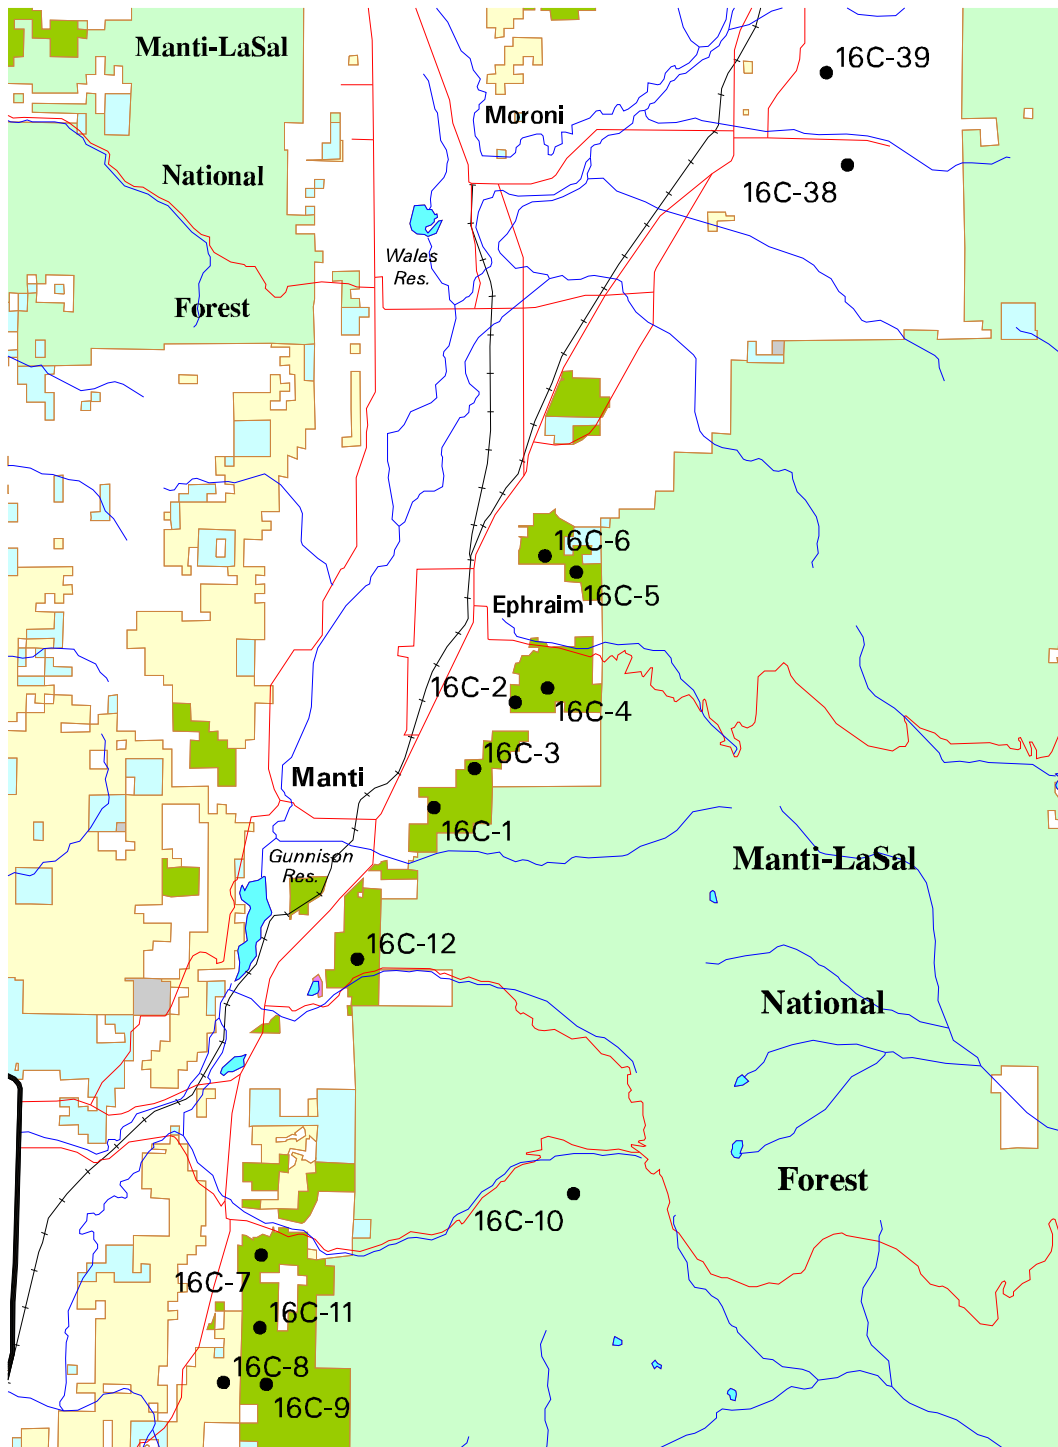 Manti-LaSal
16C-39
Moroni
National
16C-38
Wales
Res.
Forest
16C-6
16C-5
Ephraim
16C-2
16C-4
16C-3
Manti
16C-1
Gunnison
Res.
Manti-LaSal
16C-12
National
Forest
16C-10
16C-7
16C-11
16C-8
16C-9